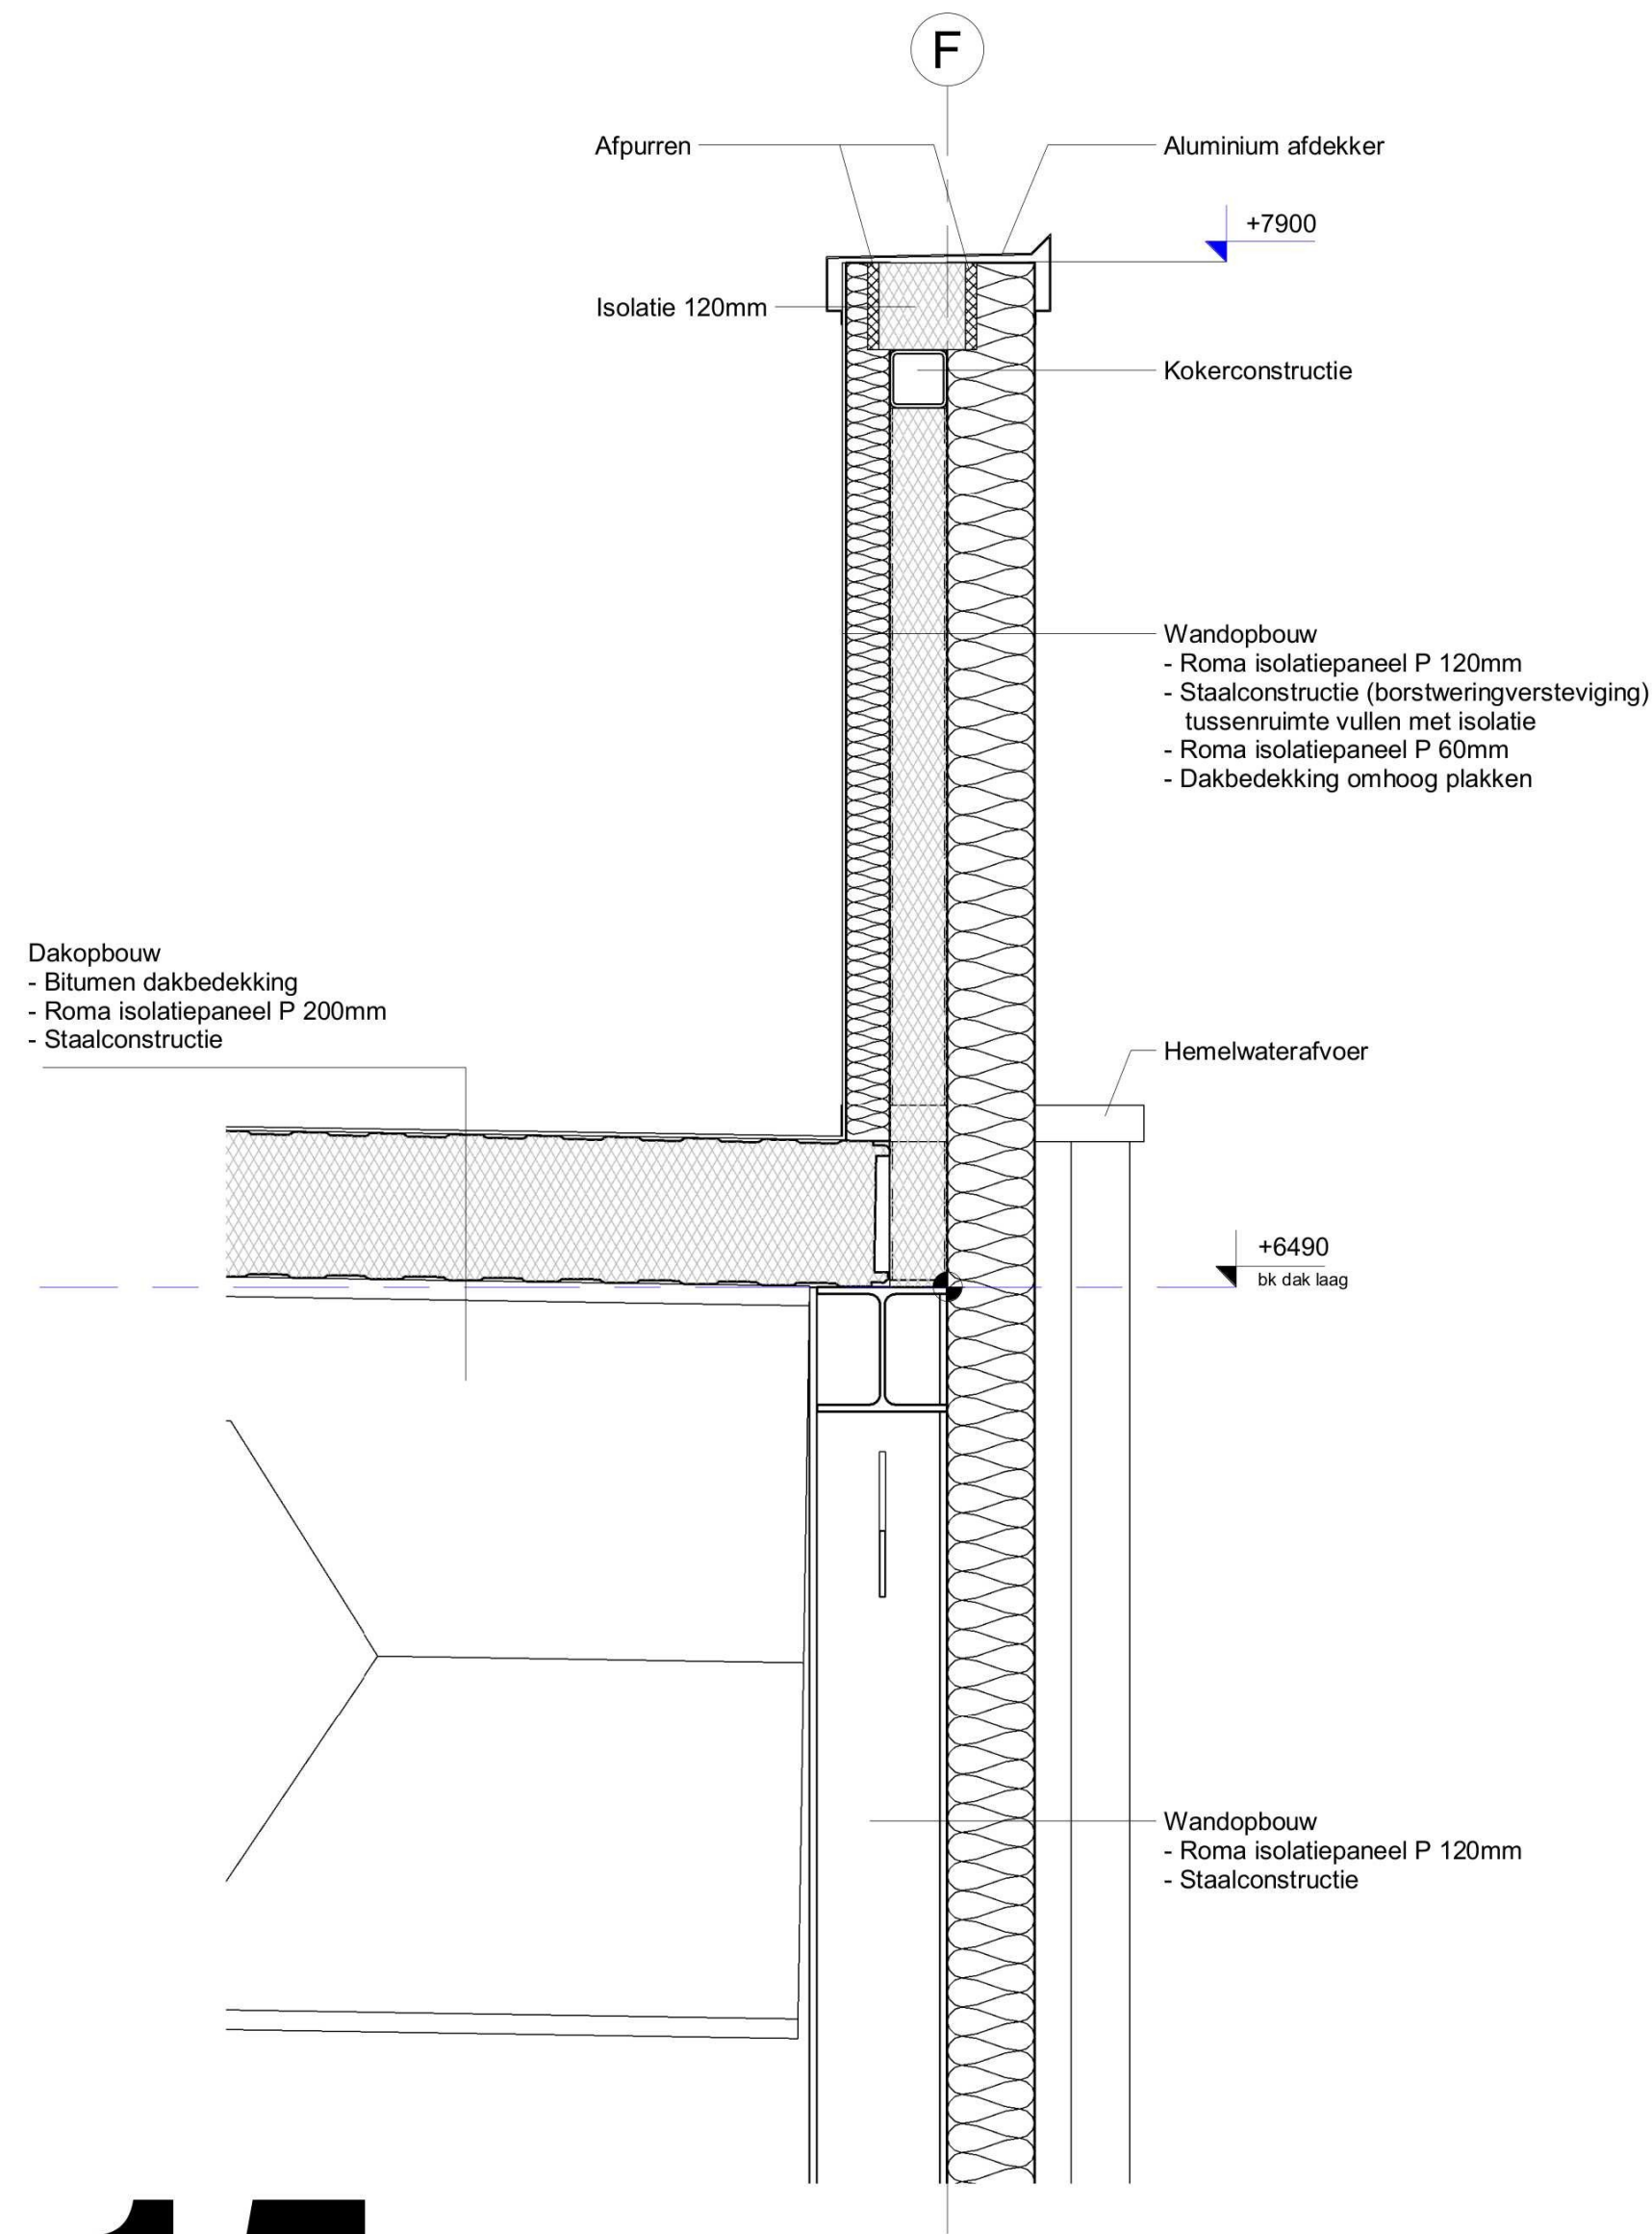 F
Afpurren
Aluminium afdekker
+7900
Isolatie 120mm
Kokerconstructie
Wandopbouw
- Roma isolatiepaneel P 120mm
- Staalconstructie (borstweringversteviging)
tussenruimte vullen met isolatie
- Roma isolatiepaneel P 60mm
- Dakbedekking omhoog plakken
Dakopbouw
- Bitumen dakbedekking
- Roma isolatiepaneel P 200mm
- Staalconstructie
Hemelwaterafvoer
+6490
bk dak laag
Wandopbouw
- Roma isolatiepaneel P 120mm
- Staalconstructie